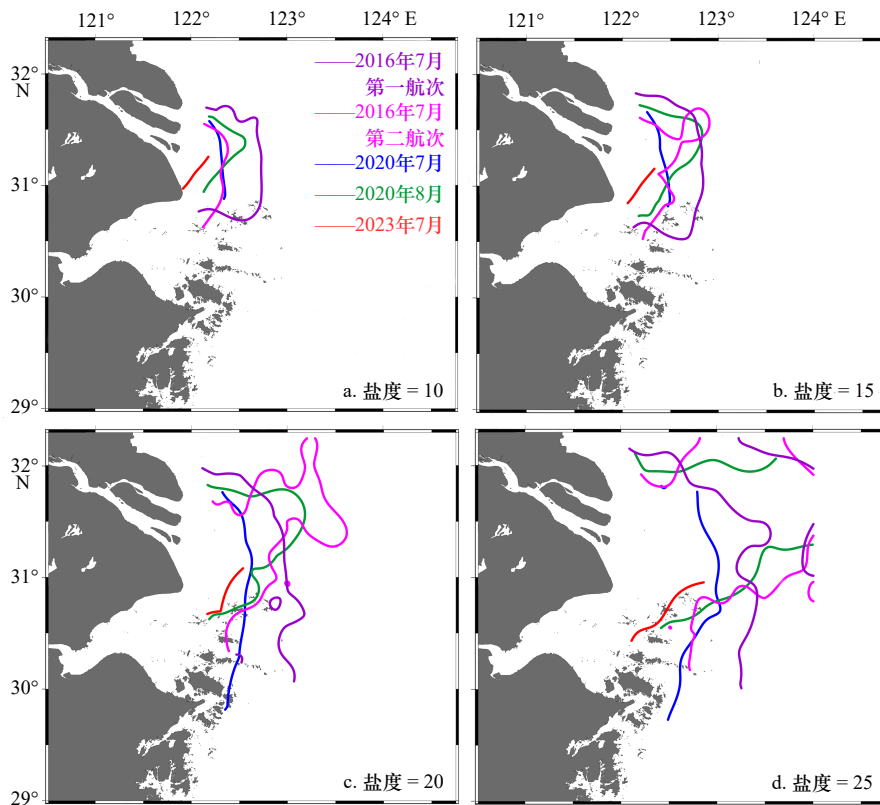 121° 122° 123° 124° E 121° 122° 123° 124° E
32°
N
31°
30°
29°
——2016年7月
第一航次
——2016年7月
第二航次
——2020年7月
——2020年8月
——2023年7月
a. 盐度 = 10
b. 盐度 = 15
32°
N
31°
30°
29°
c. 盐度 = 20
d. 盐度 = 25